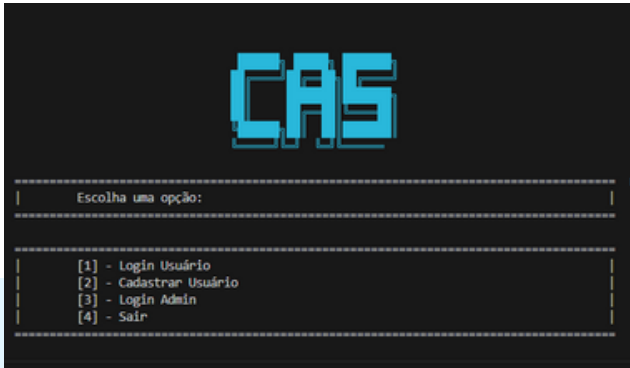 CAS
Escolha uma opção:
[1] - Login Usuário
[2] - Cadastrar Usuário
[3] - Login Admin
[4] - Sair